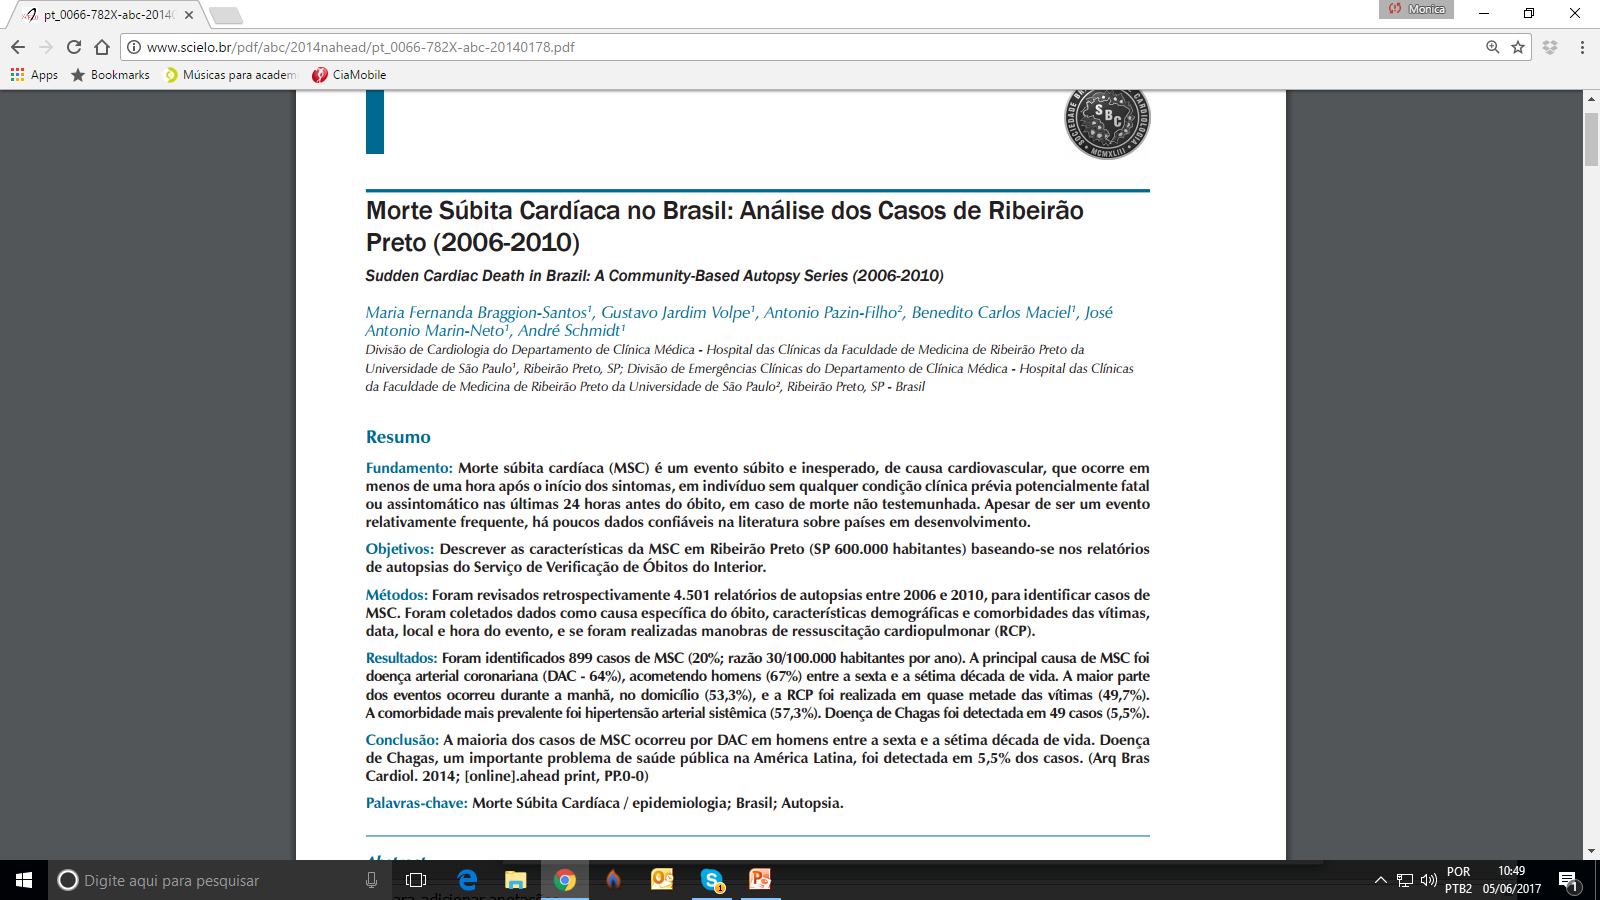 pt_0066-782X-abc-2014
Monica
www.scielo.br/pdf/abc/2014nahead/pt_0066-782X-abc-20140178.pdf
Apps Bookmarks Músicas para academ CiaMobile
SBC
MCMXLIII
Morte Súbita Cardíaca no Brasil: Análise dos Casos de Ribeirão
Preto (2006-2010)
Sudden Cardiac Death in Brazil: A Community-Based Autopsy Series (2006-2010)
Maria Fernanda Braggion-Santos¹, Gustavo Jardim Volpe¹, Antonio Pazin-Filho², Benedito Carlos Maciel¹, José
Antonio Marin-Neto¹, André Schmidt¹
Divisão de Cardiologia do Departamento de Clínica Médica - Hospital das Clínicas da Faculdade de Medicina de Ribeirão Preto da
Universidade de São Paulo¹, Ribeirão Preto, SP; Divisão de Emergências Clínicas do Departamento de Clínica Médica - Hospital das Clínicas
da Faculdade de Medicina de Ribeirão Preto da Universidade de São Paulo², Ribeirão Preto, SP - Brasil
Resumo
Fundamento: Morte súbita cardíaca (MSC) é um evento súbito e inesperado, de causa cardiovascular, que ocorre em
menos de uma hora após o início dos sintomas, em indivíduo sem qualquer condição clínica prévia potencialmente fatal
ou assintomático nas últimas 24 horas antes do óbito, em caso de morte não testemunhada. Apesar de ser um evento
relativamente frequente, há poucos dados confiáveis na literatura sobre países em desenvolvimento.
Objetivos: Descrever as características da MSC em Ribeirão Preto (SP 600.000 habitantes) baseando-se nos relatórios
de autopsias do Serviço de Verificação de Óbitos do Interior.
Métodos: Foram revisados retrospectivamente 4.501 relatórios de autopsias entre 2006 e 2010, para identificar casos de
MSC. Foram coletados dados como causa específica do óbito, características demográficas e comorbidades das vítimas,
data, local e hora do evento, e se foram realizadas manobras de ressuscitação cardiopulmonar (RCP).
Resultados: Foram identificados 899 casos de MSC (20%; razão 30/100.000 habitantes por ano). A principal causa de MSC foi
doença arterial coronariana (DAC - 64%), acometendo homens (67%) entre a sexta e a sétima década de vida. A maior parte
dos eventos ocorreu durante a manhã, no domicílio (53,3%), e a RCP foi realizada em quase metade das vítimas (49,7%).
A comorbidade mais prevalente foi hipertensão arterial sistêmica (57,3%). Doença de Chagas foi detectada em 49 casos (5,5%).
Conclusão: A maioria dos casos de MSC ocorreu por DAC em homens entre a sexta e a sétima década de vida. Doença
de Chagas, um importante problema de saúde pública na América Latina, foi detectada em 5,5% dos casos. (Arq Bras
Cardiol. 2014; [online].ahead print, PP.0-0)
Palavras-chave: Morte Súbita Cardíaca / epidemiologia; Brasil; Autopsia.
Abstract
Digite aqui para pesquisar
POR 10:49
PTB2 05/06/2017